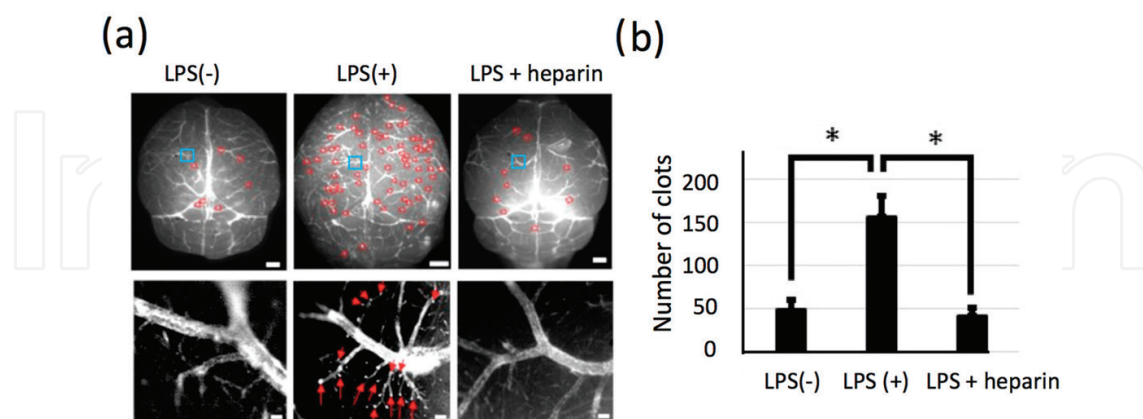 (a)
LPS(-) LPS(+) LPS + heparin
(b)
* *
Number of clots
200
150
100
50
0
LPS(-) LPS (+) LPS + heparin